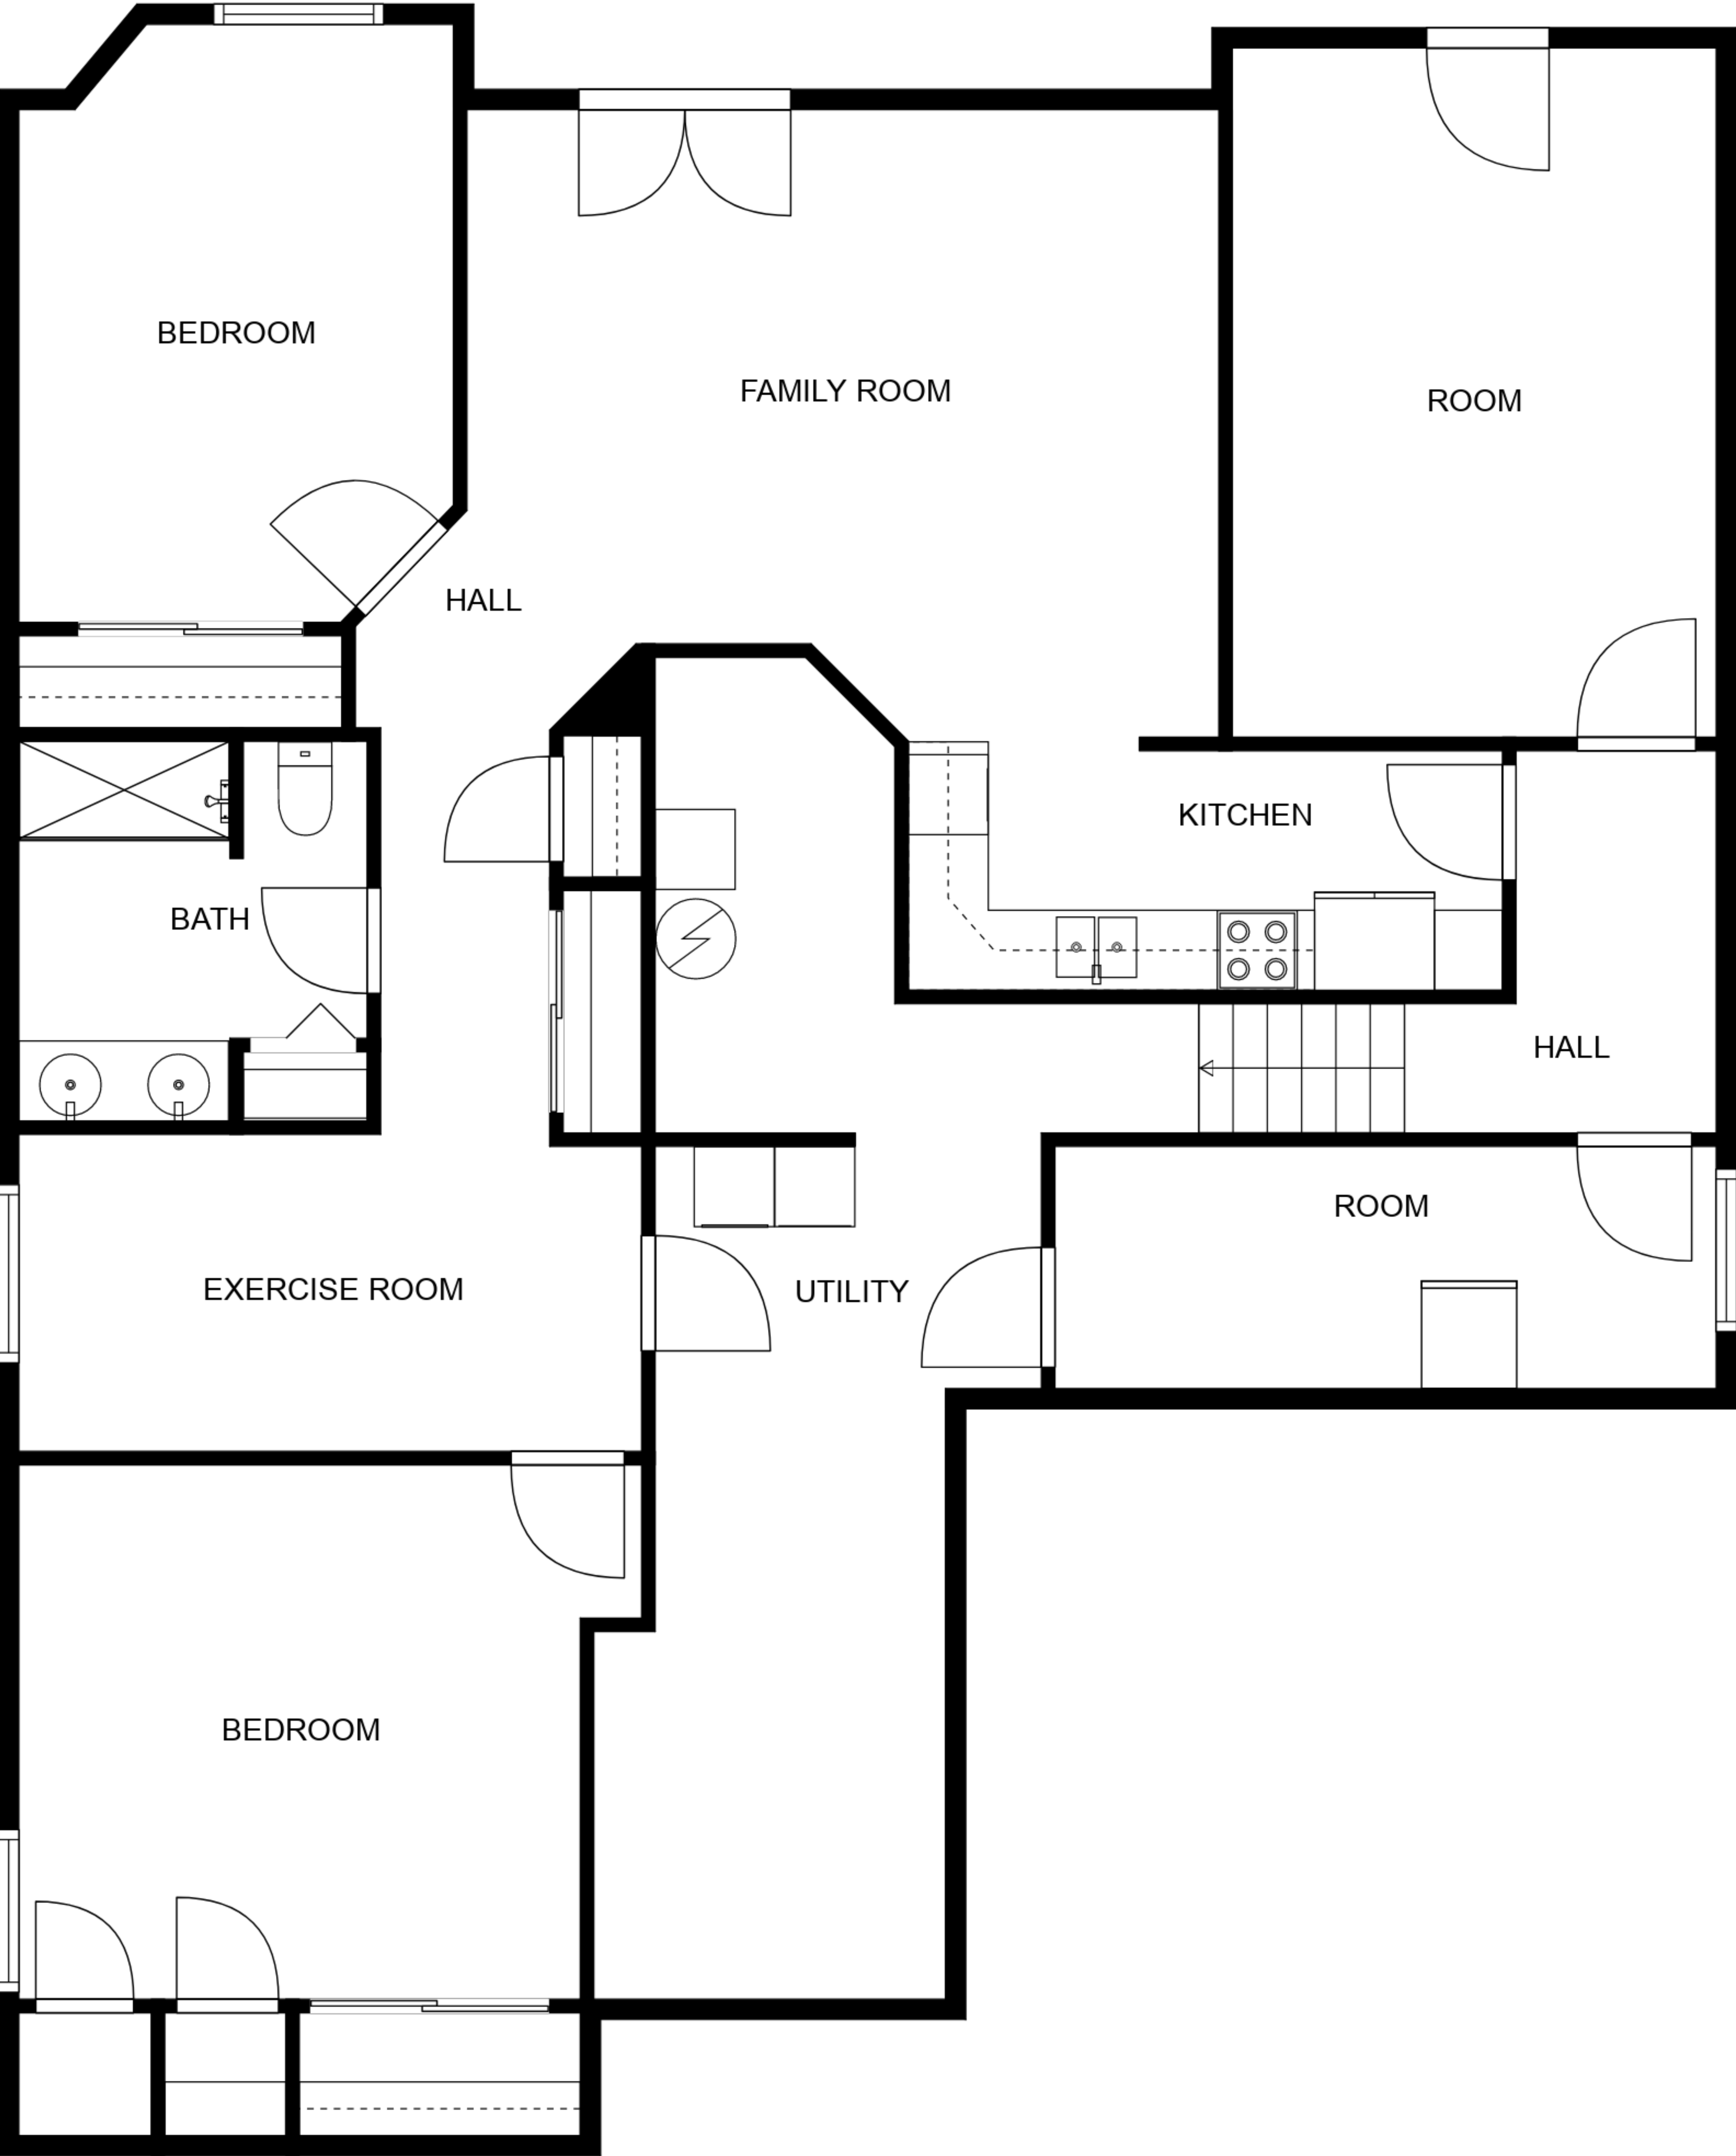 BEDROOM
FAMILY ROOM
ROOM
HALL
KITCHEN
BATH
HALL
ROOM
EXERCISE ROOM
UTILITY
BEDROOM